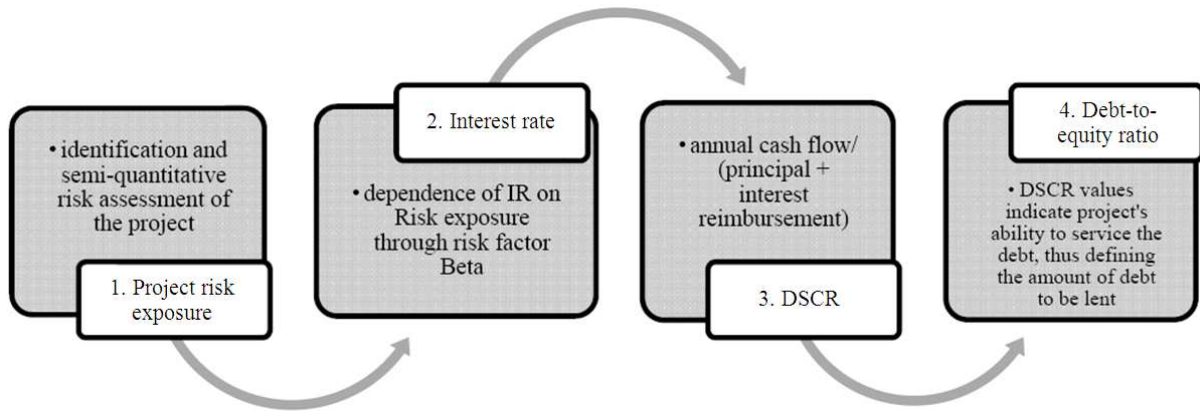 • identification and
semi-quantitative
risk assessment of
the project
1. Project risk
exposure
2. Interest rate
• dependence of IR on
Risk exposure
through risk factor
Beta
• annual cash flow/
(principal +
interest
reimbursement)
3. DSCR
4. Debt-to-
equity ratio
• DSCR values
indicate project's
ability to service the
debt, thus defining
the amount of debt
to be lent